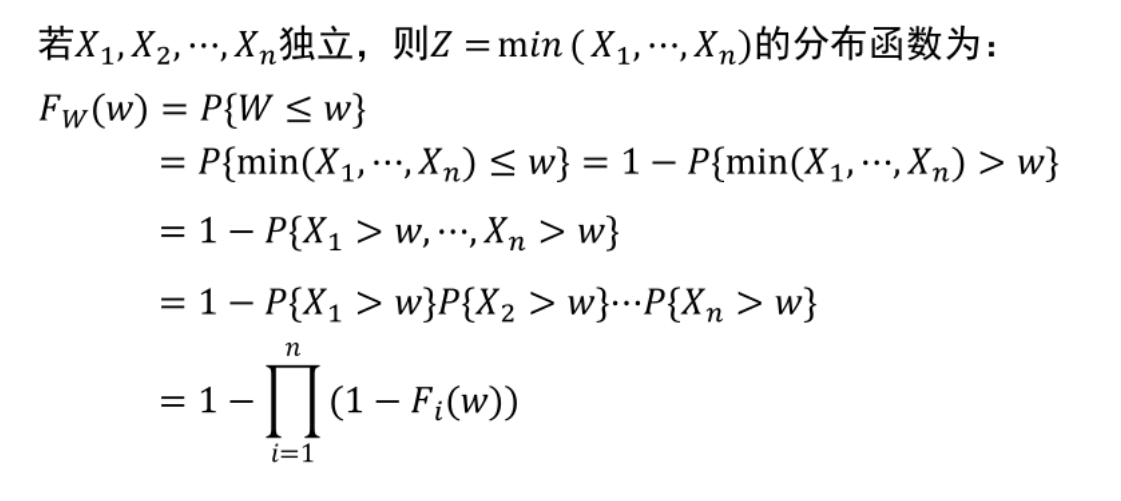 若X₁, X₂, ⋯, Xₙ独立，则Z = min ( X₁, ⋯, Xₙ)的分布函数为：
F_W(w) = P{W ≤ w}
= P{min(X₁, ⋯, Xₙ) ≤ w} = 1 − P{min(X₁, ⋯, Xₙ) > w}
= 1 − P{X₁ > w, ⋯, Xₙ > w}
= 1 − P{X₁ > w}P{X₂ > w}⋯P{Xₙ > w}
= 1 − ∏_{i=1}^{n} (1 − Fᵢ(w))